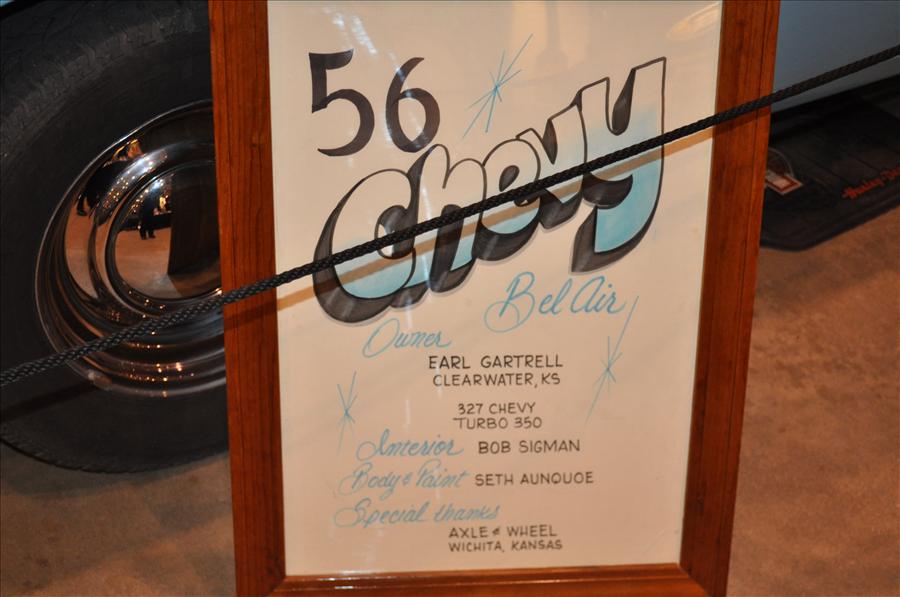 56
Chevy
Bel Air
Owner
EARL GARTRELL
CLEARWATER, KS
327 CHEVY
TURBO 350
Interior BOB SIGMAN
Body & Paint SETH AUNQUOE
Special thanks
AXLE & WHEEL
WICHITA, KANSAS